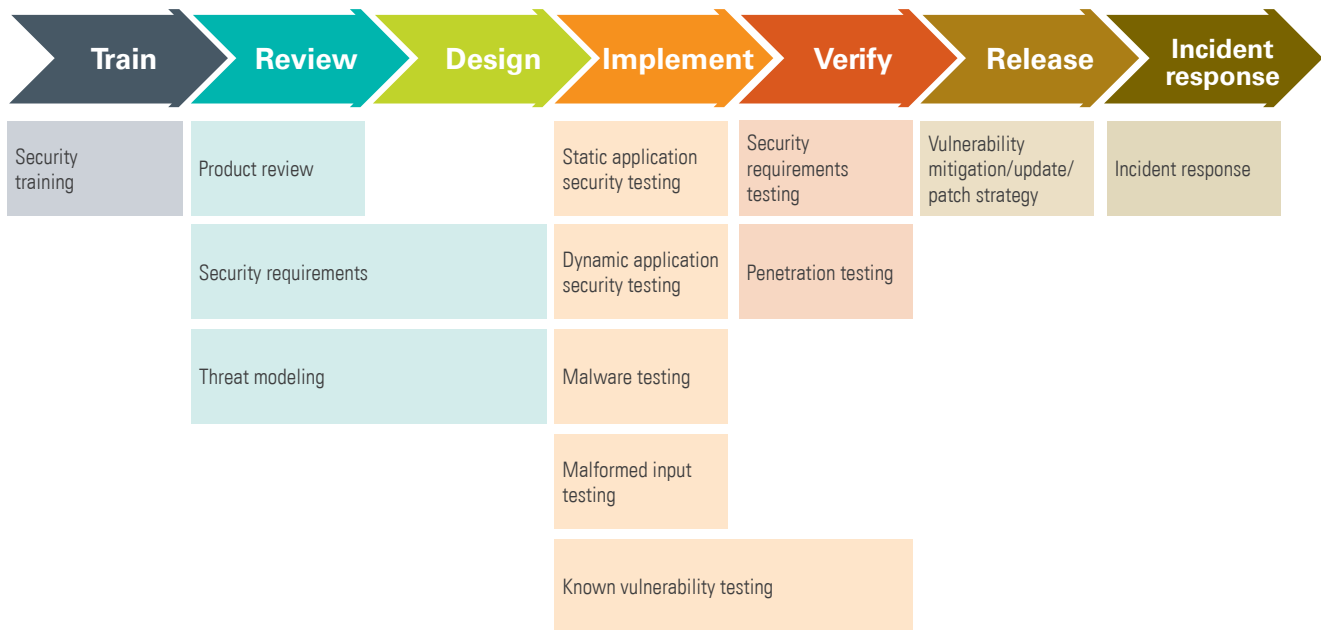 Train
Review
Design
Implement
Verify
Release
Incident
response
Security
training
Product review
Static application
security testing
Security
requirements
testing
Vulnerability
mitigation/update/
patch strategy
Incident response
Security requirements
Dynamic application
security testing
Penetration testing
Threat modeling
Malware testing
Malformed input
testing
Known vulnerability testing